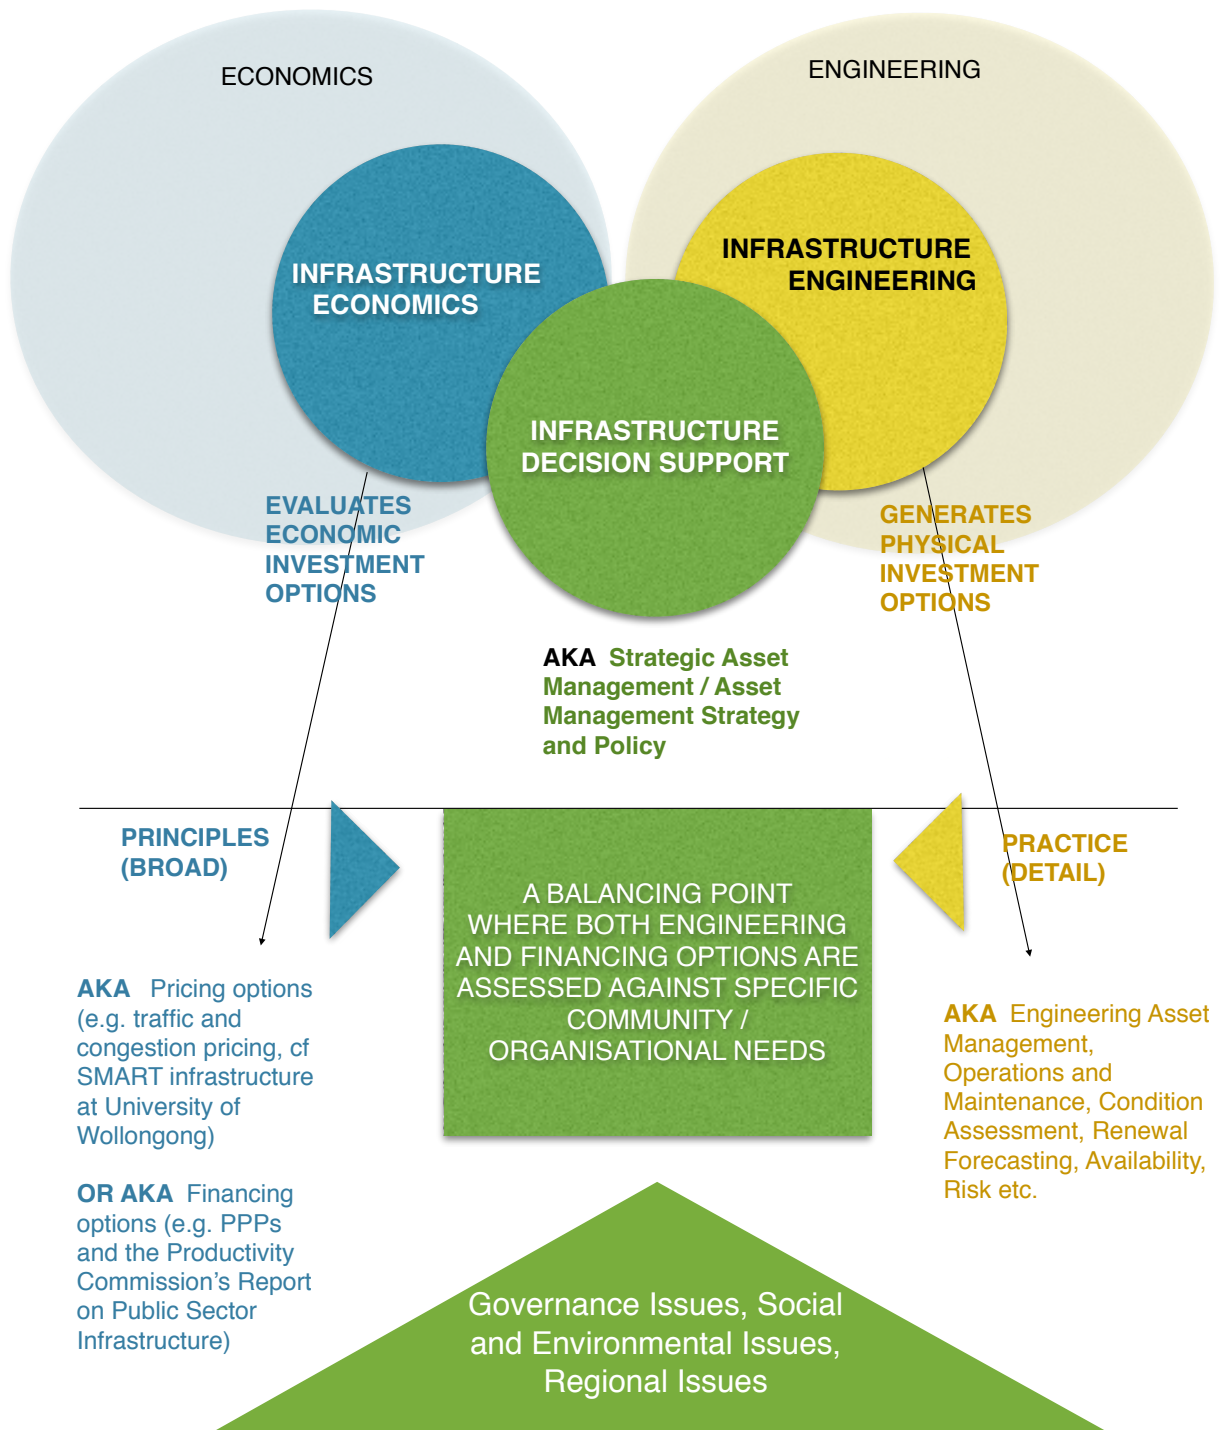 ECONOMICS
ENGINEERING
INFRASTRUCTURE
ECONOMICS
INFRASTRUCTURE
ENGINEERING
INFRASTRUCTURE
DECISION SUPPORT
EVALUATES
ECONOMIC
INVESTMENT
OPTIONS
GENERATES
PHYSICAL
INVESTMENT
OPTIONS
AKA Strategic Asset
Management / Asset
Management Strategy
and Policy
PRINCIPLES
(BROAD)
PRACTICE
(DETAIL)
A BALANCING POINT
WHERE BOTH ENGINEERING
AND FINANCING OPTIONS ARE
ASSESSED AGAINST SPECIFIC
COMMUNITY /
ORGANISATIONAL NEEDS
AKA Pricing options
(e.g. traffic and
congestion pricing, cf
SMART infrastructure
at University of
Wollongong)
OR AKA Financing
options (e.g. PPPs
and the Productivity
Commission's Report
on Public Sector
Infrastructure)
AKA Engineering Asset
Management,
Operations and
Maintenance, Condition
Assessment, Renewal
Forecasting, Availability,
Risk etc.
Governance Issues, Social
and Environmental Issues,
Regional Issues